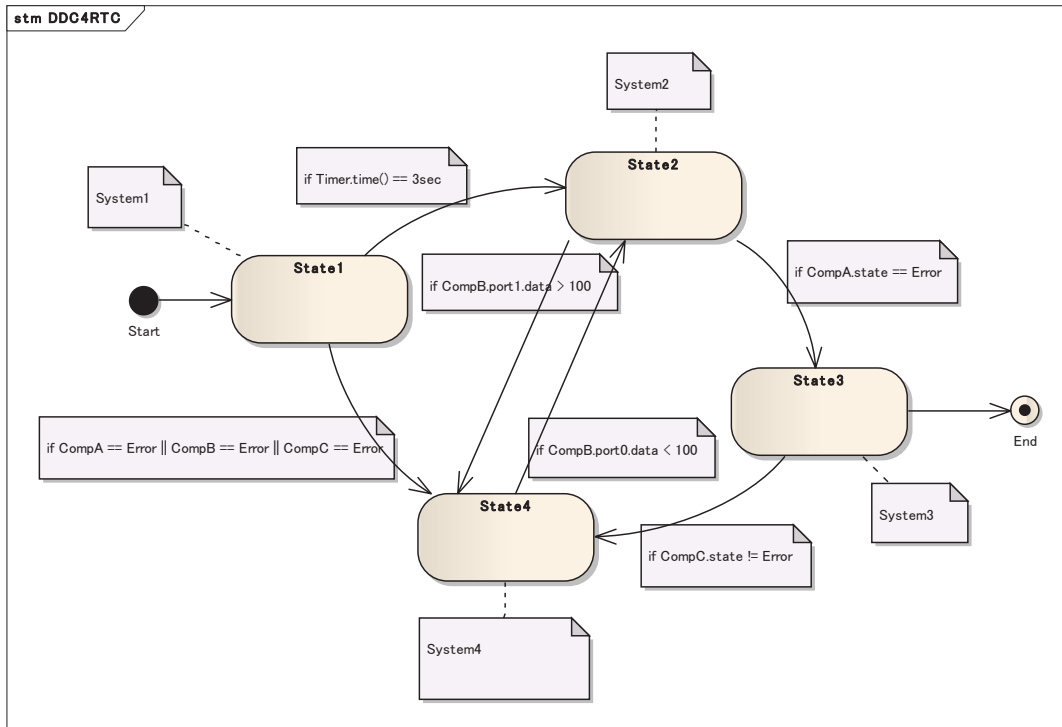 stm DDC4RTC
System2
System1
if Timer.time() == 3sec
State2
State1
if CompB.port1.data > 100
if CompA.state == Error
Start
State3
if CompA == Error || CompB == Error || CompC == Error
if CompB.port0.data < 100
End
State4
System3
if CompC.state != Error
System4